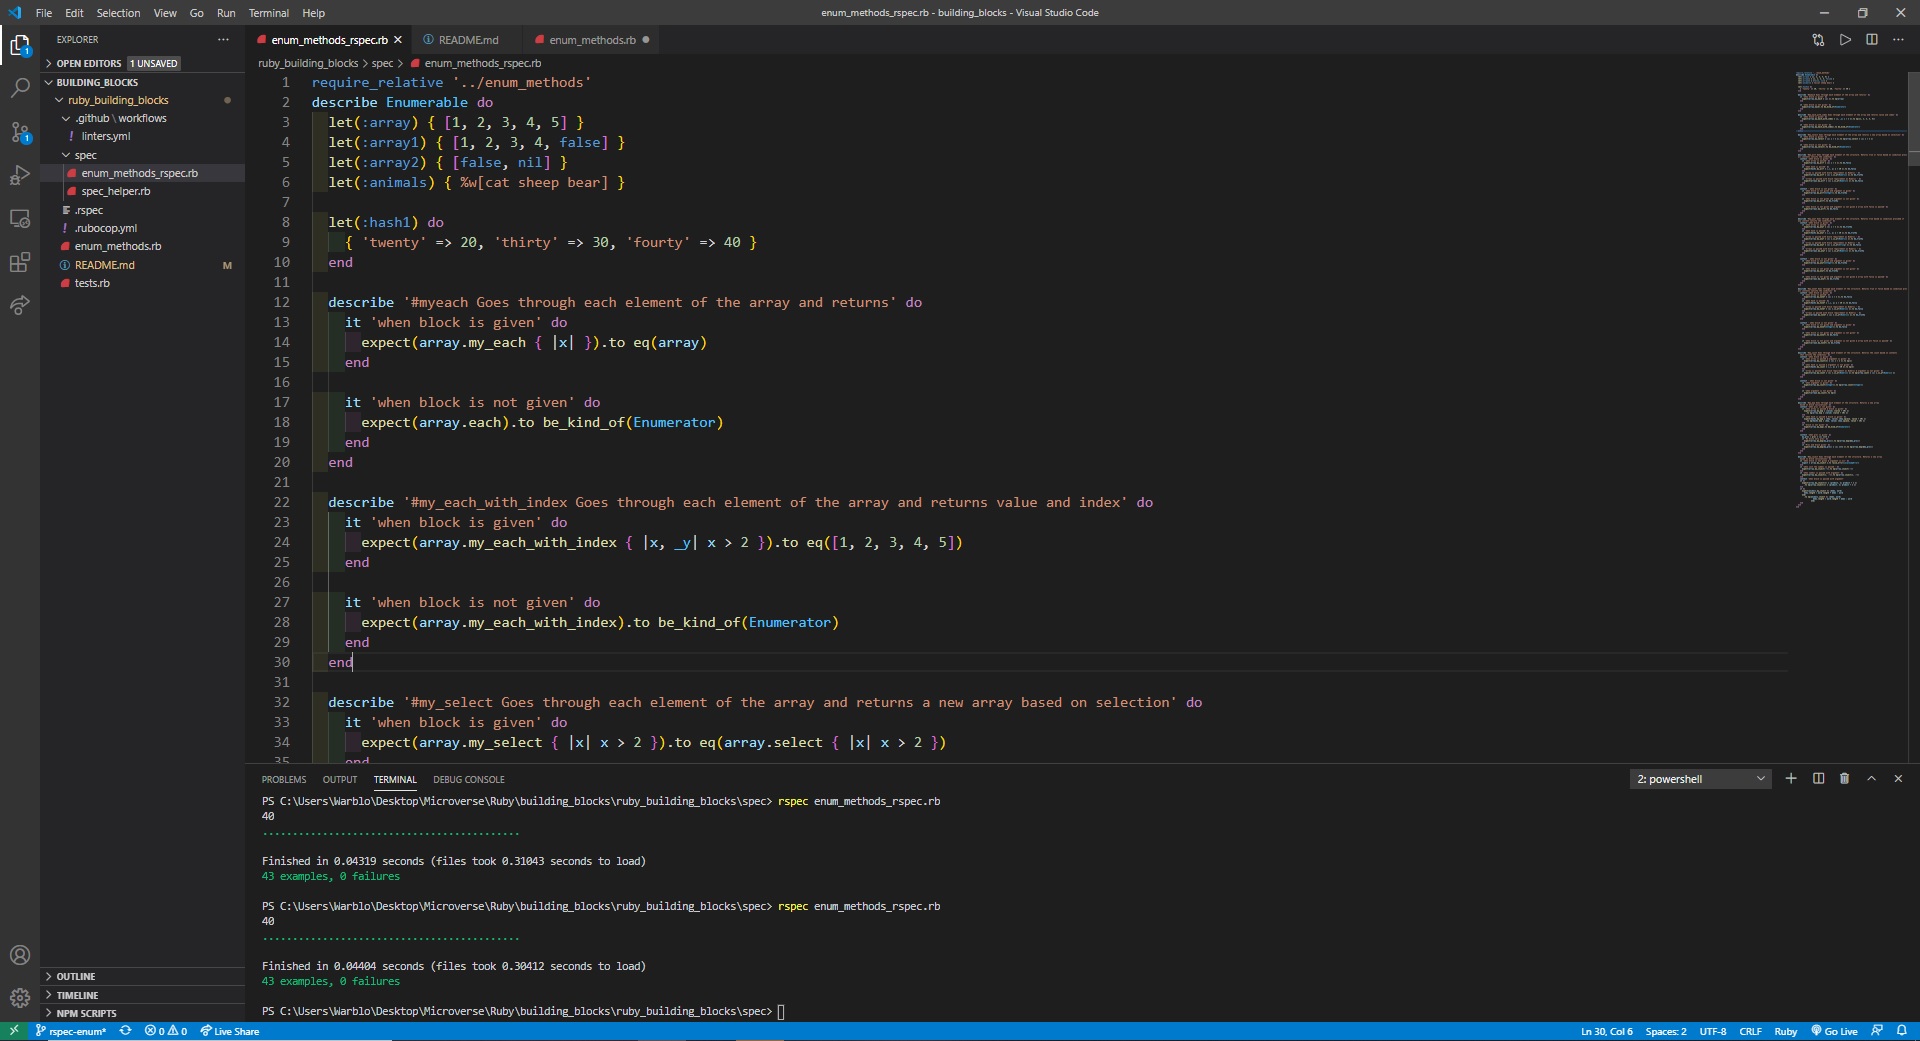 File Edit Selection View Go Run Terminal Help
enum_methods_rspec.rb - building_blocks - Visual Studio Code
EXPLORER
OPEN EDITORS 1 UNSAVED
BUILDING_BLOCKS
ruby_building_blocks
.github \ workflows
linters.yml
spec
enum_methods_rspec.rb
spec_helper.rb
.rspec
.rubocop.yml
enum_methods.rb
README.md M
tests.rb
OUTLINE
TIMELINE
NPM SCRIPTS
enum_methods_rspec.rb README.md enum_methods.rb
ruby_building_blocks > spec > enum_methods_rspec.rb
1 require_relative '../enum_methods'
2 describe Enumerable do
3 let(:array) { [1, 2, 3, 4, 5] }
4 let(:array1) { [1, 2, 3, 4, false] }
5 let(:array2) { [false, nil] }
6 let(:animals) { %w[cat sheep bear] }
7
8 let(:hash1) do
9 { 'twenty' => 20, 'thirty' => 30, 'fourty' => 40 }
10 end
11
12 describe '#myeach Goes through each element of the array and returns' do
13 it 'when block is given' do
14 expect(array.my_each { |x| }).to eq(array)
15 end
16
17 it 'when block is not given' do
18 expect(array.each).to be_kind_of(Enumerator)
19 end
20 end
21
22 describe '#my_each_with_index Goes through each element of the array and returns value and index' do
23 it 'when block is given' do
24 expect(array.my_each_with_index { |x, _y| x > 2 }).to eq([1, 2, 3, 4, 5])
25 end
26
27 it 'when block is not given' do
28 expect(array.my_each_with_index).to be_kind_of(Enumerator)
29 end
30 end
31
32 describe '#my_select Goes through each element of the array and returns a new array based on selection' do
33 it 'when block is given' do
34 expect(array.my_select { |x| x > 2 }).to eq(array.select { |x| x > 2 })
35 end
PROBLEMS OUTPUT TERMINAL DEBUG CONSOLE 2: powershell
PS C:\Users\Warblo\Desktop\Microverse\Ruby\building_blocks\ruby_building_blocks\spec> rspec enum_methods_rspec.rb
40
...........................................
Finished in 0.04319 seconds (files took 0.31043 seconds to load)
43 examples, 0 failures
PS C:\Users\Warblo\Desktop\Microverse\Ruby\building_blocks\ruby_building_blocks\spec> rspec enum_methods_rspec.rb
40
...........................................
Finished in 0.04404 seconds (files took 0.30412 seconds to load)
43 examples, 0 failures
PS C:\Users\Warblo\Desktop\Microverse\Ruby\building_blocks\ruby_building_blocks\spec>
rspec-enum* 0 0 Live Share Ln 30, Col 6 Spaces: 2 UTF-8 CRLF Ruby Go Live